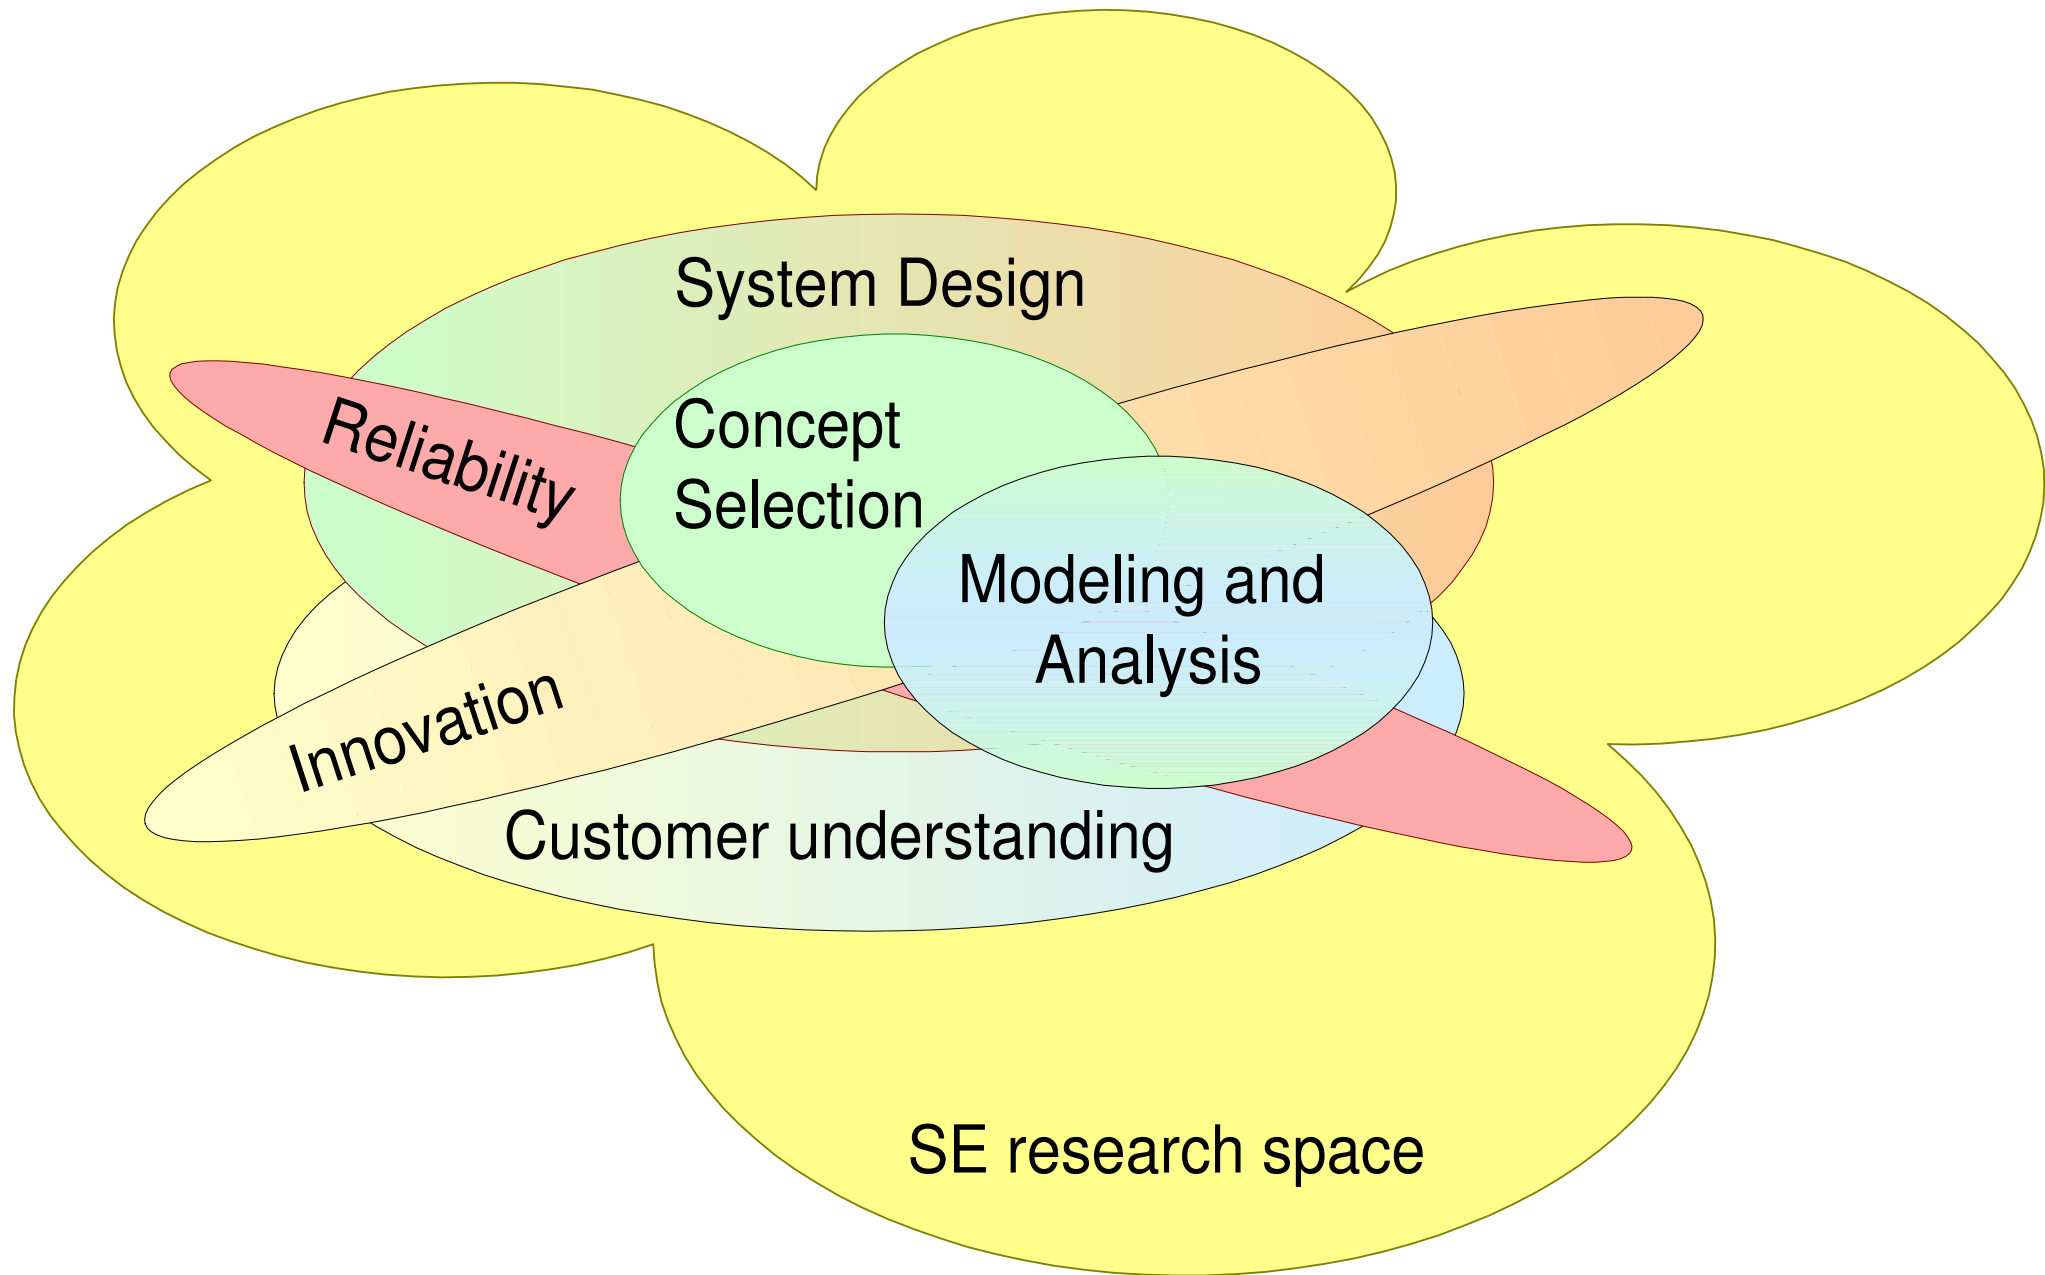 System Design
Concept
Selection
Reliability
Modeling and
Analysis
Innovation
Customer understanding
SE research space